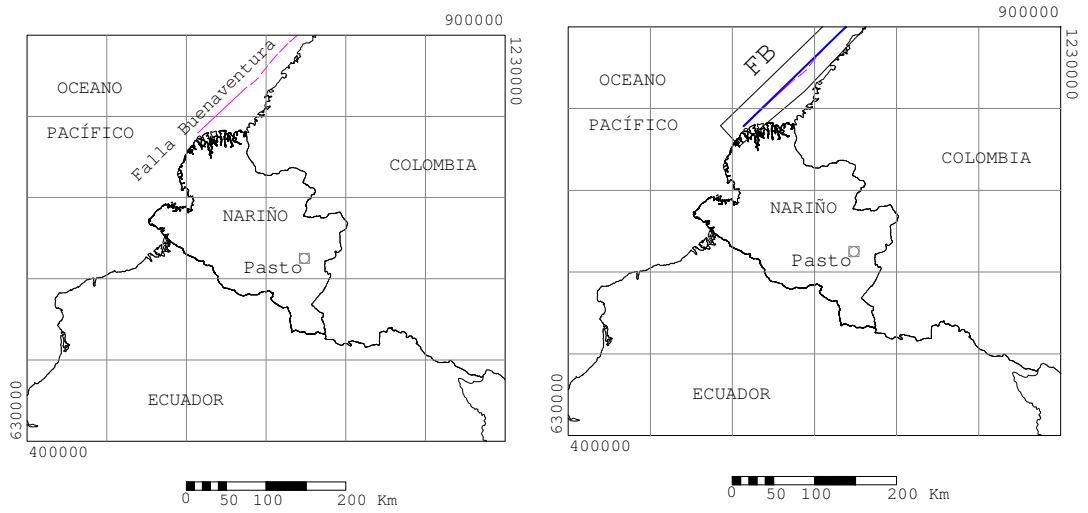 900000
1230000
Falla Buenaventura
OCEANO
PACÍFICO
COLOMBIA
NARIÑO
Pasto
ECUADOR
630000
400000
0 50 100 200 Km
900000
1230000
FB
OCEANO
PACÍFICO
COLOMBIA
NARIÑO
Pasto
ECUADOR
630000
400000
0 50 100 200 Km